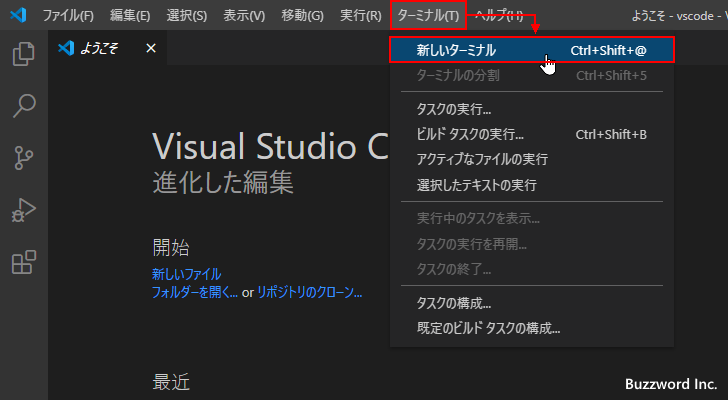 ファイル(F) 編集(E) 選択(S) 表示(V) 移動(G) 実行(R) ターミナル(T) ヘルプ(H) ようこそ - vscode - Vis
ようこそ
新しいターミナル Ctrl+Shift+@
ターミナルの分割 Ctrl+Shift+5
タスクの実行...
ビルド タスクの実行... Ctrl+Shift+B
アクティブなファイルの実行
選択したテキストの実行
実行中のタスクを表示...
タスクの実行を再開...
タスクの終了...
タスクの構成...
既定のビルド タスクの構成...
Visual Studio C
進化した編集
開始
新しいファイル
フォルダーを開く... or リポジトリのクローン...
最近
Buzzword Inc.